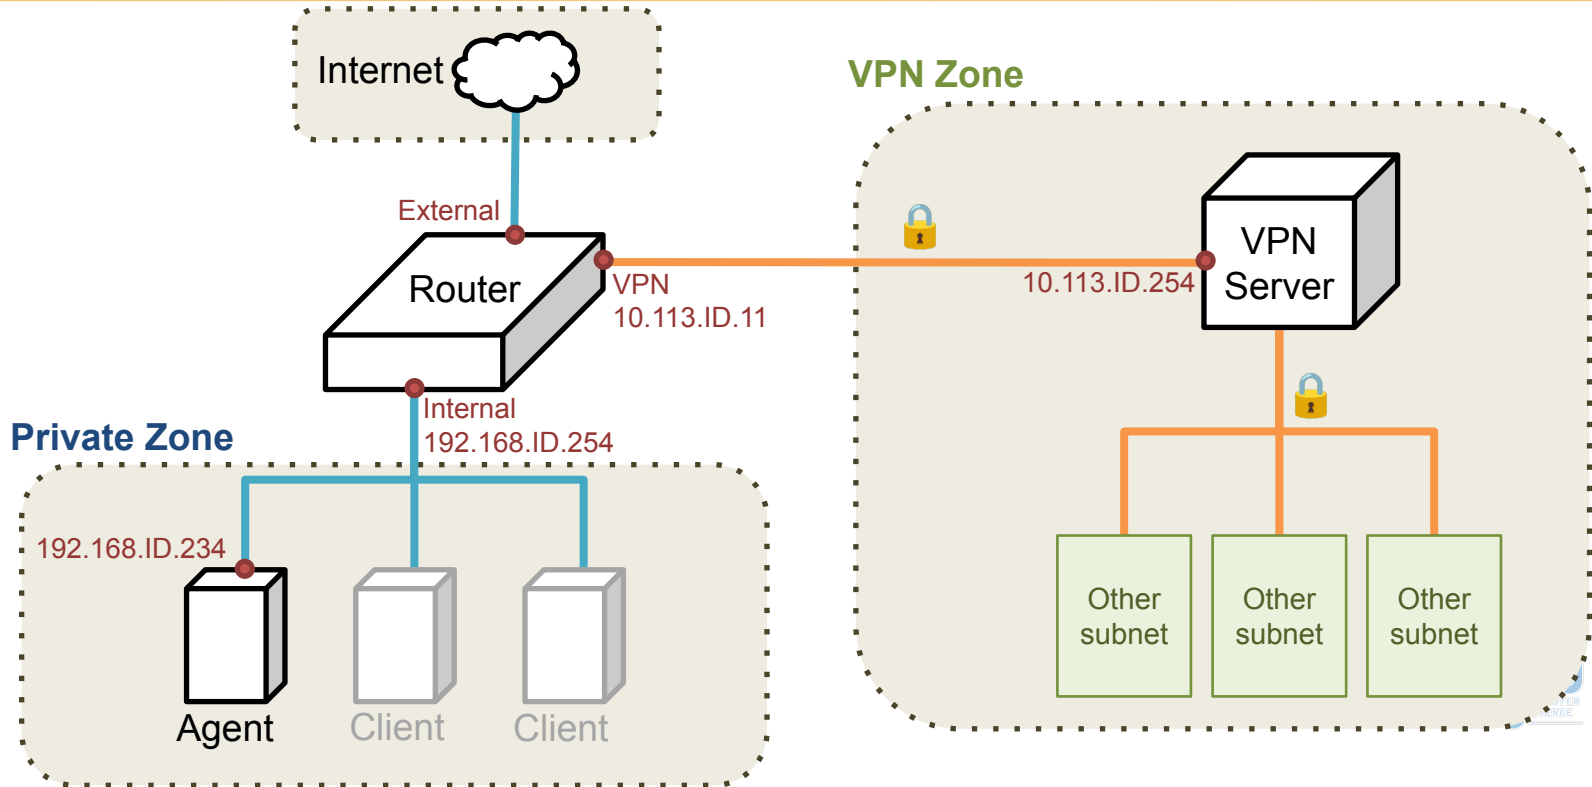 Internet
VPN Zone
External
Router
VPN
10.113.ID.11
10.113.ID.254
VPN
Server
Internal
192.168.ID.254
Private Zone
192.168.ID.234
Agent
Client
Client
Other
subnet
Other
subnet
Other
subnet